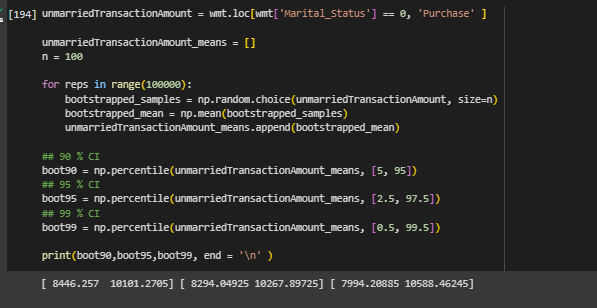 [194] unmarriedTransactionAmount = wmt.loc[wmt['Marital_Status'] == 0, 'Purchase' ]
unmarriedTransactionAmount_means = []
n = 100
for reps in range(100000):
bootstrapped_samples = np.random.choice(unmarriedTransactionAmount, size=n)
bootstrapped_mean = np.mean(bootstrapped_samples)
unmarriedTransactionAmount_means.append(bootstrapped_mean)
## 90 % CI
boot90 = np.percentile(unmarriedTransactionAmount_means, [5, 95])
## 95 % CI
boot95 = np.percentile(unmarriedTransactionAmount_means, [2.5, 97.5])
## 99 % CI
boot99 = np.percentile(unmarriedTransactionAmount_means, [0.5, 99.5])
print(boot90,boot95,boot99, end = '\n' )
[ 8446.257  10101.2705] [ 8294.04925 10267.89725] [ 7994.20885 10588.46245]